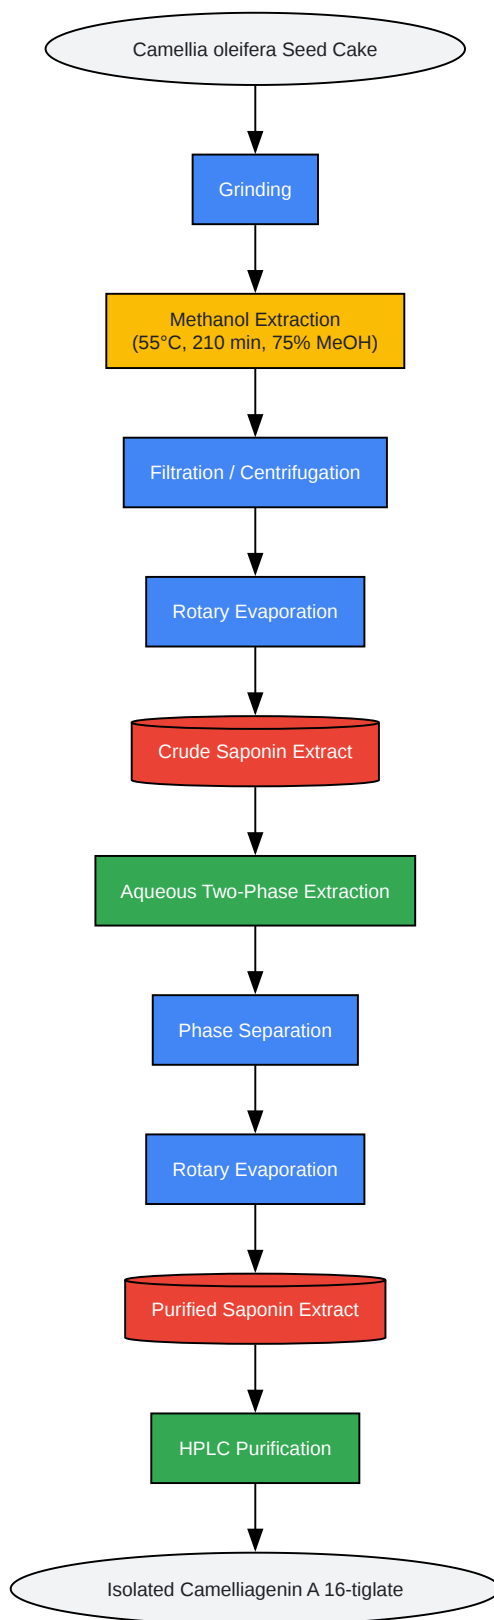 Camellia oleifera Seed Cake
Grinding
Methanol Extraction
(55°C, 210 min, 75% MeOH)
Filtration / Centrifugation
Rotary Evaporation
Crude Saponin Extract
Aqueous Two-Phase Extraction
Phase Separation
Rotary Evaporation
Purified Saponin Extract
HPLC Purification
Isolated Camelliagenin A 16-tiglate